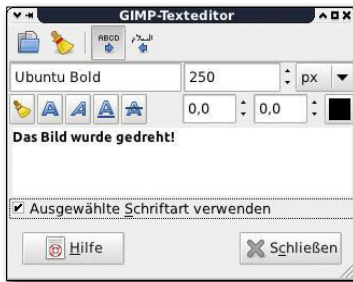 GIMP-Texteditor
ABCD السلام
Ubuntu Bold 250 px
0,0 0,0
Das Bild wurde gedreht!
Ausgewählte Schriftart verwenden
Hilfe Schließen